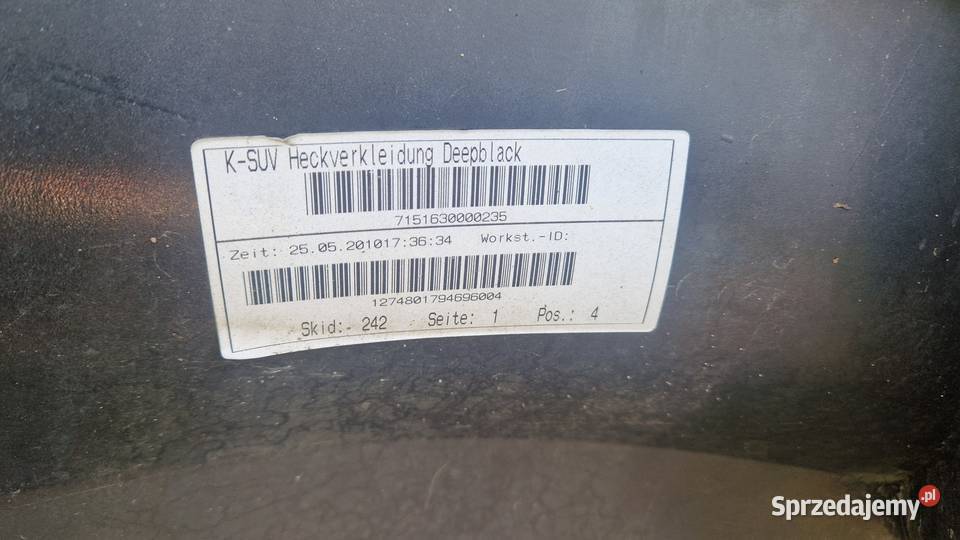 K-SUV Heckverkleidung Deepblack
7151630000235
Zeit: 25.05.201017:36:34 Workst.-ID:
1274801794696004
Skid: 242 Seite: 1 Pos.: 4
Sprzedajemy.pl